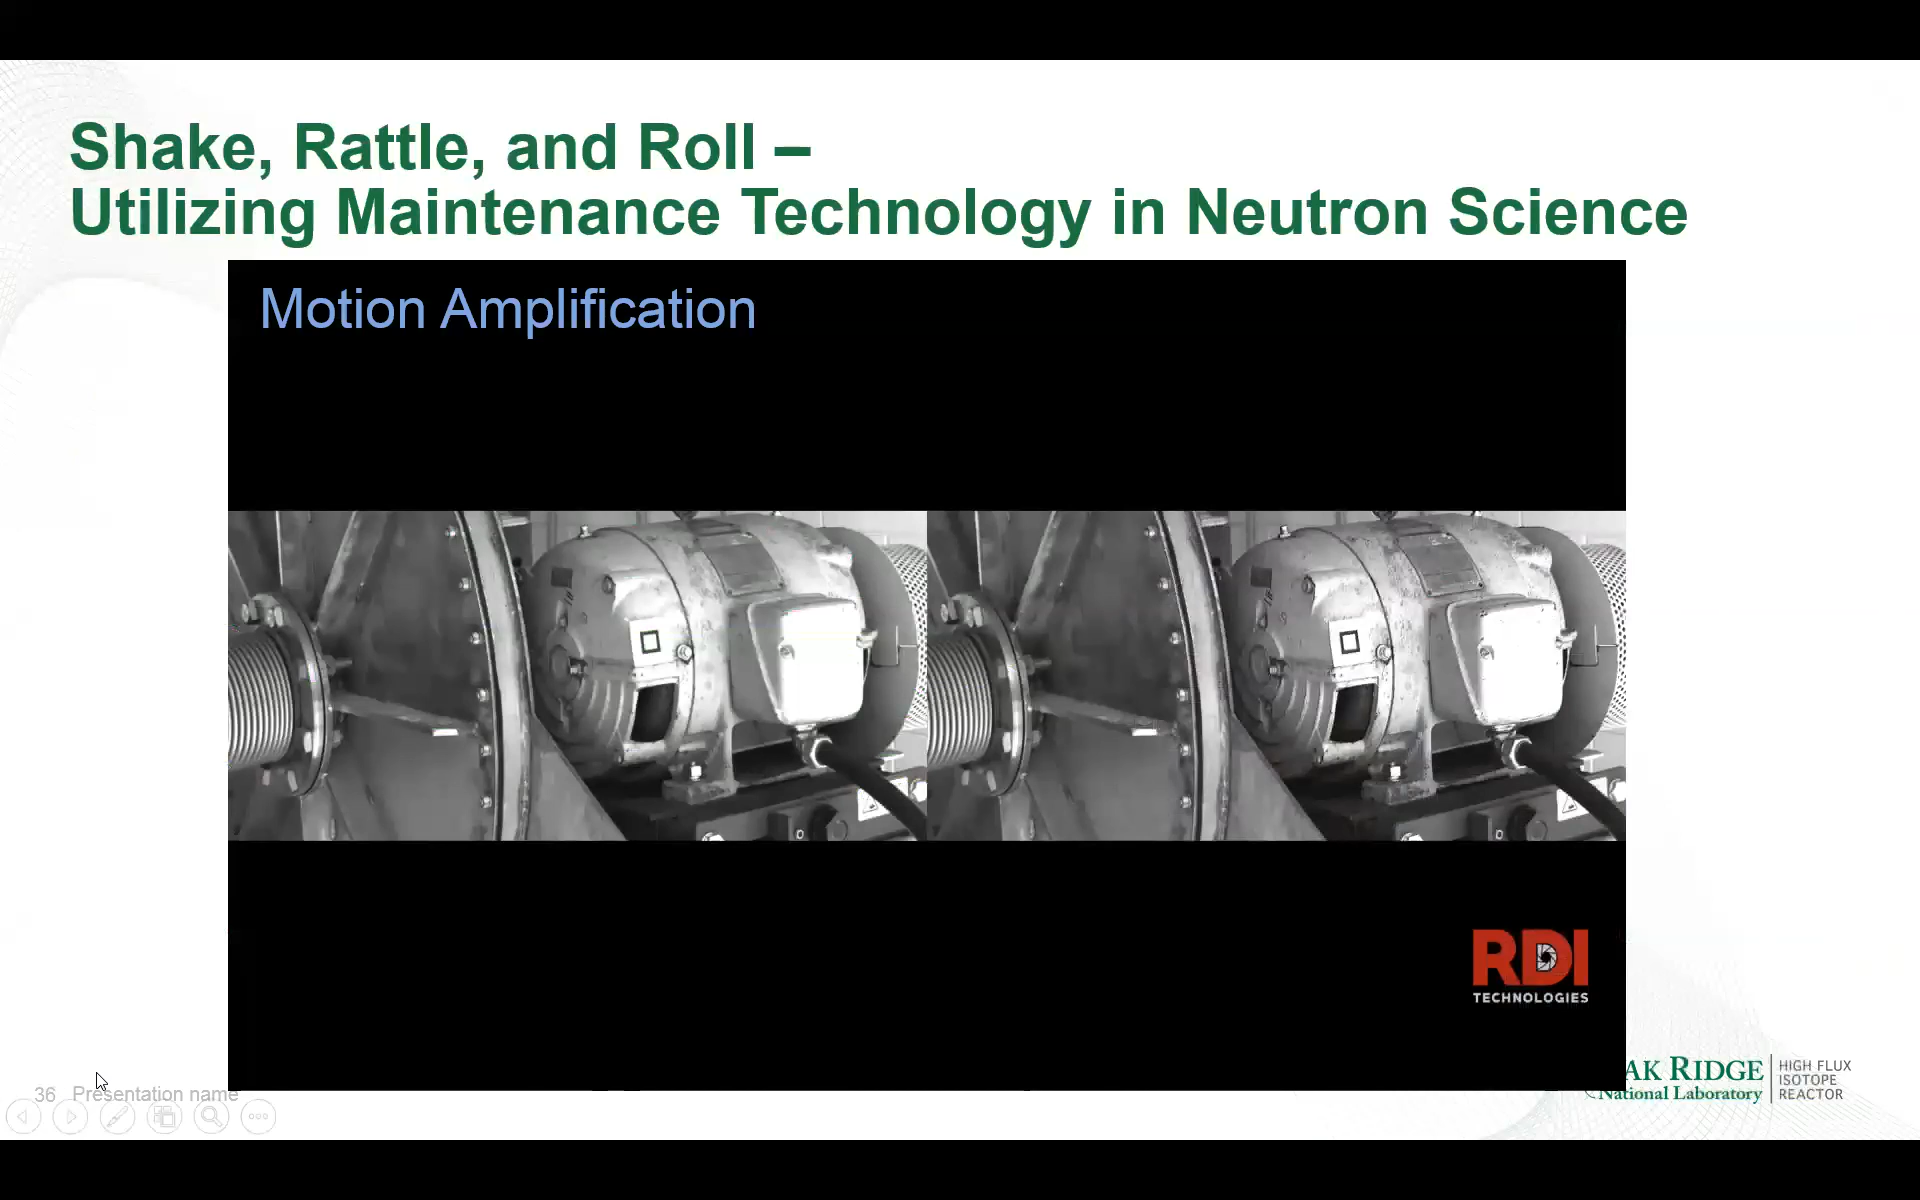 Shake, Rattle, and Roll –
Utilizing Maintenance Technology in Neutron Science
Motion Amplification
RDI
TECHNOLOGIES
36 Presentation name
AK RIDGE
National Laboratory
HIGH FLUX
ISOTOPE
REACTOR